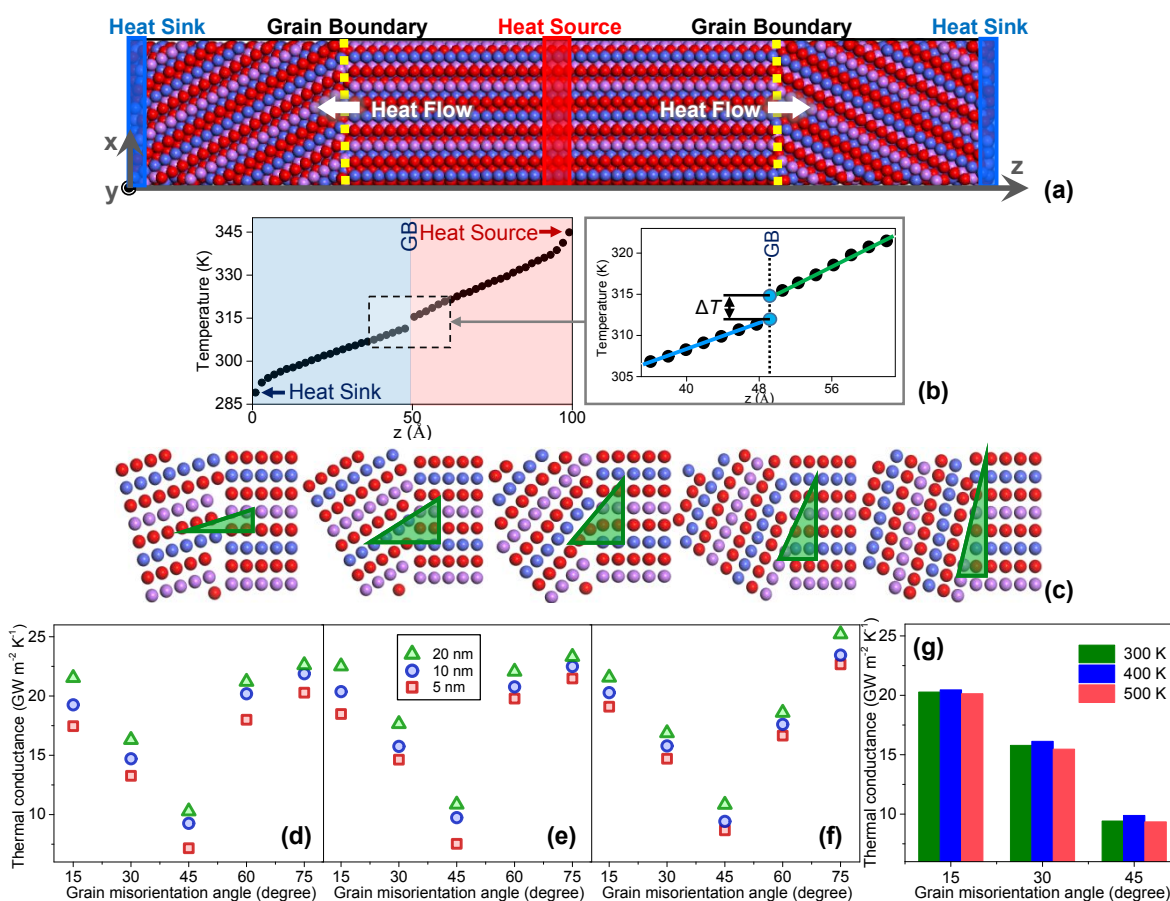 Heat Sink Grain Boundary Heat Source Grain Boundary Heat Sink
Heat Flow Heat Flow
x
y
z
(a)
Temperature (K)
345
330
315
300
285
GB
Heat Source
Heat Sink
0 50 100
z (Å)
Temperature (K)
320
315
310
305
GB
ΔT
40 48 56
z (Å)
(b)
(c)
Thermal conductance (GW m-2 K-1)
25
20
15
10
(d)
15 30 45 60 75
Grain misorientation angle (degree)
20 nm
10 nm
5 nm
(e)
15 30 45 60 75
Grain misorientation angle (degree)
(f)
15 30 45 60 75
Grain misorientation angle (degree)
(g)
300 K
400 K
500 K
Thermal conductance (GW m-2 K-1)
25
20
15
10
15 30 45
Grain misorientation angle (degree)